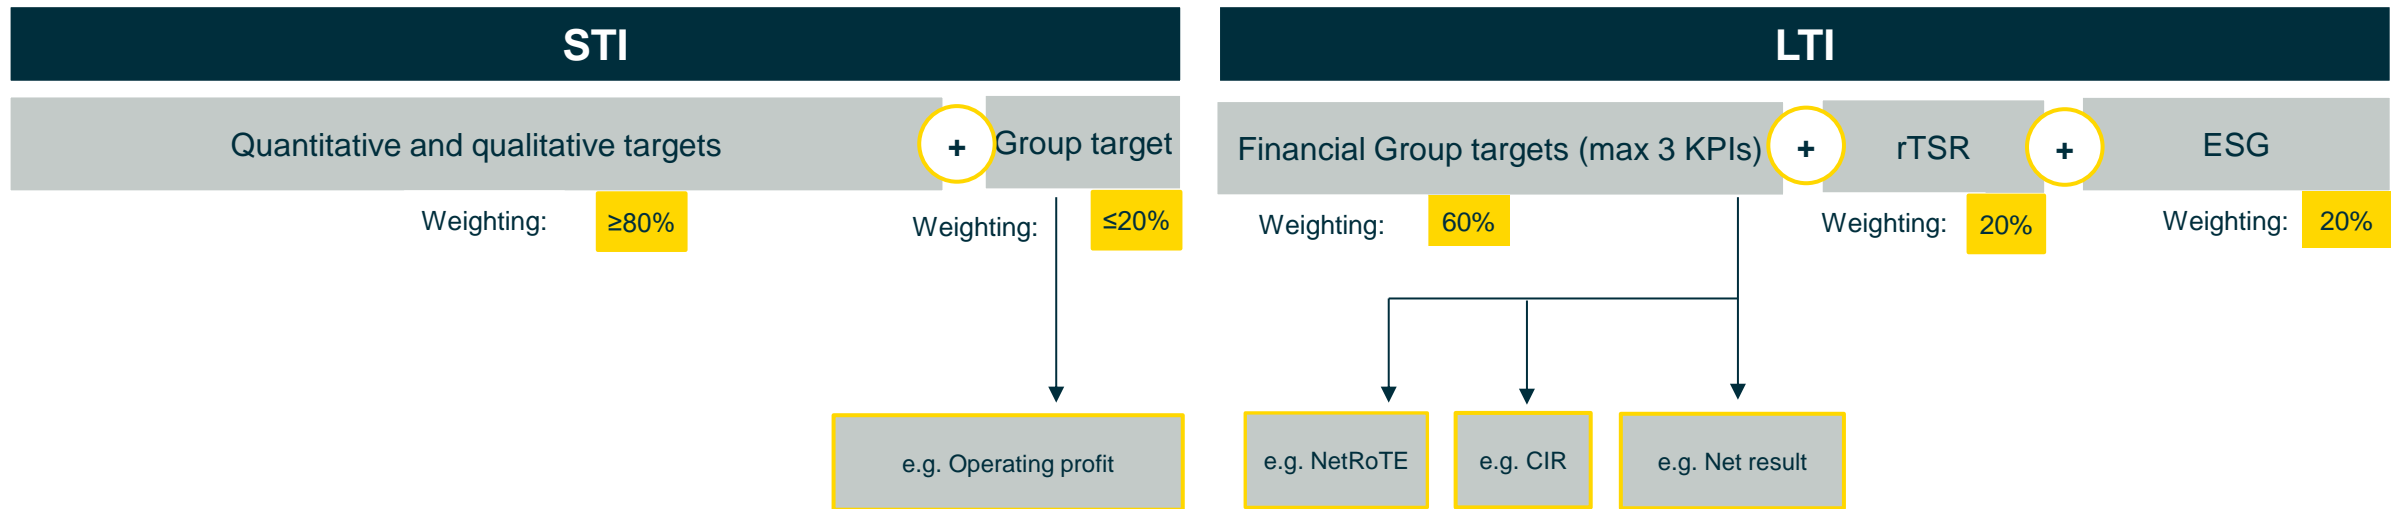 STI
Quantitative and qualitative targets
+
Group target
Weighting:
≥80%
Weighting:
≤20%
e.g. Operating profit
LTI
Financial Group targets (max 3 KPIs)
+
rTSR
+
ESG
Weighting:
60%
Weighting:
20%
Weighting:
20%
e.g. NetRoTE
e.g. CIR
e.g. Net result